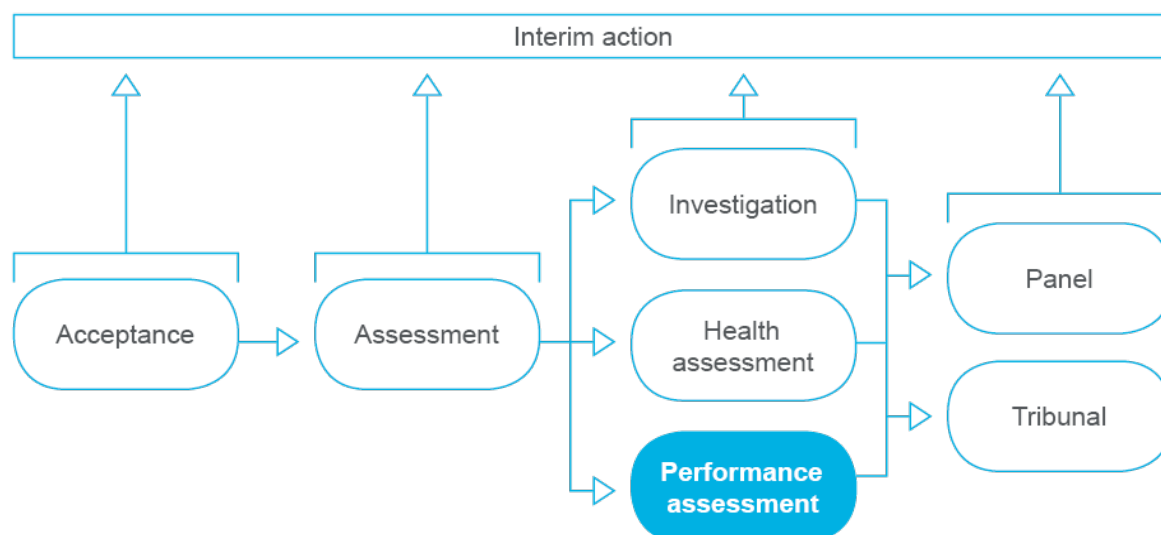 Interim action
Acceptance
Assessment
Investigation
Health
assessment
Performance
assessment
Panel
Tribunal